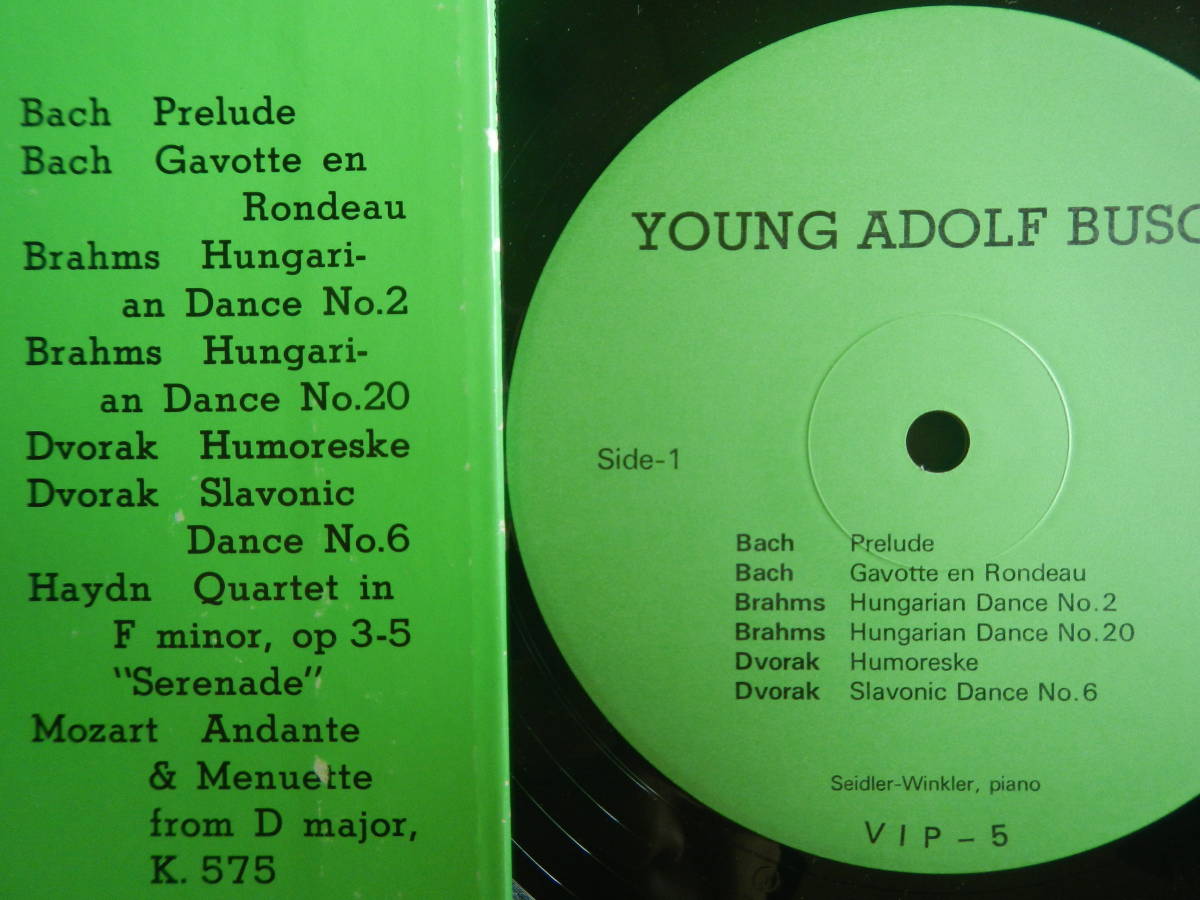 Bach Prelude
Bach Gavotte en
Rondeau
Brahms Hungari-
an Dance No.2
Brahms Hungari-
an Dance No.20
Dvorak Humoreske
Dvorak Slavonic
Dance No.6
Haydn Quartet in
F minor, op 3-5
"Serenade"
Mozart Andante
& Menuette
from D major,
K. 575
YOUNG ADOLF BUSC
Side-1
Bach Prelude
Bach Gavotte en Rondeau
Brahms Hungarian Dance No.2
Brahms Hungarian Dance No.20
Dvorak Humoreske
Dvorak Slavonic Dance No.6
Seidler-Winkler, piano
VIP-5